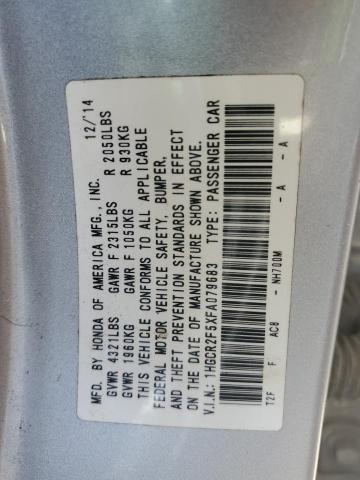 MFD. BY HONDA OF AMERICA MFG., INC. 12/'14
GVWR 4321LBS GAWR F 2315LBS R 2050LBS
GVWR 1960KG GAWR F 1050KG R 930KG
THIS VEHICLE CONFORMS TO ALL APPLICABLE
FEDERAL MOTOR VEHICLE SAFETY, BUMPER,
AND THEFT PREVENTION STANDARDS IN EFFECT
ON THE DATE OF MANUFACTURE SHOWN ABOVE.
V.I.N.: 1HGCR2F5XFA079683 TYPE: PASSENGER CAR
T2F F AC8 - NH700M - A - A